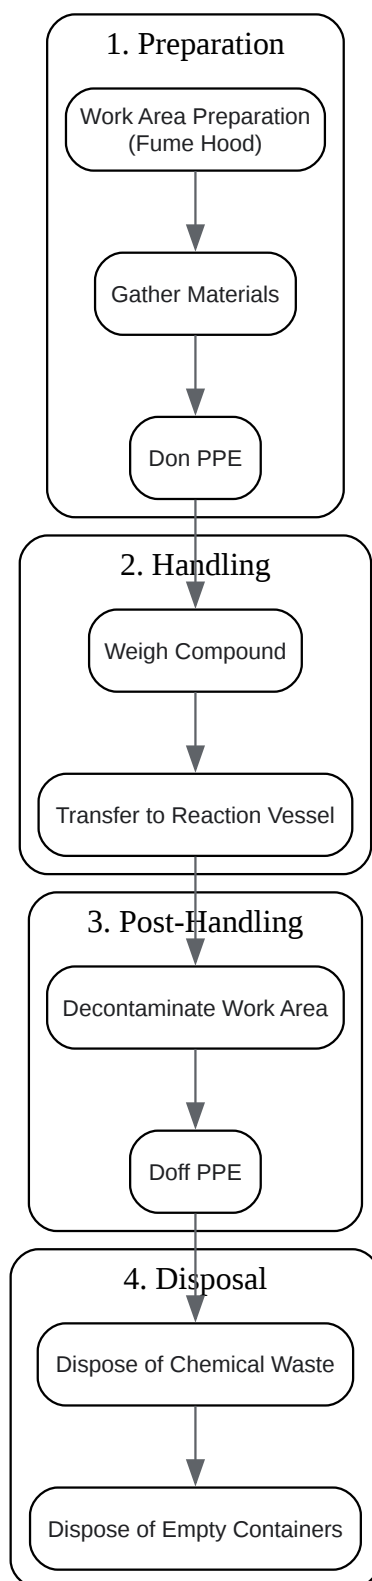 1. Preparation
Work Area Preparation
(Fume Hood)
Gather Materials
Don PPE
2. Handling
Weigh Compound
Transfer to Reaction Vessel
3. Post-Handling
Decontaminate Work Area
Doff PPE
4. Disposal
Dispose of Chemical Waste
Dispose of Empty Containers